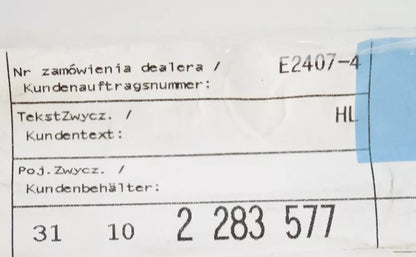 Nr zamówienia dealera / E2407-4
Kundenauftragsnummer:
TekstZwycz. / HL
Kundentext:
Poj.Zwycz. /
Kundenbehälter:
31 10 2 283 577